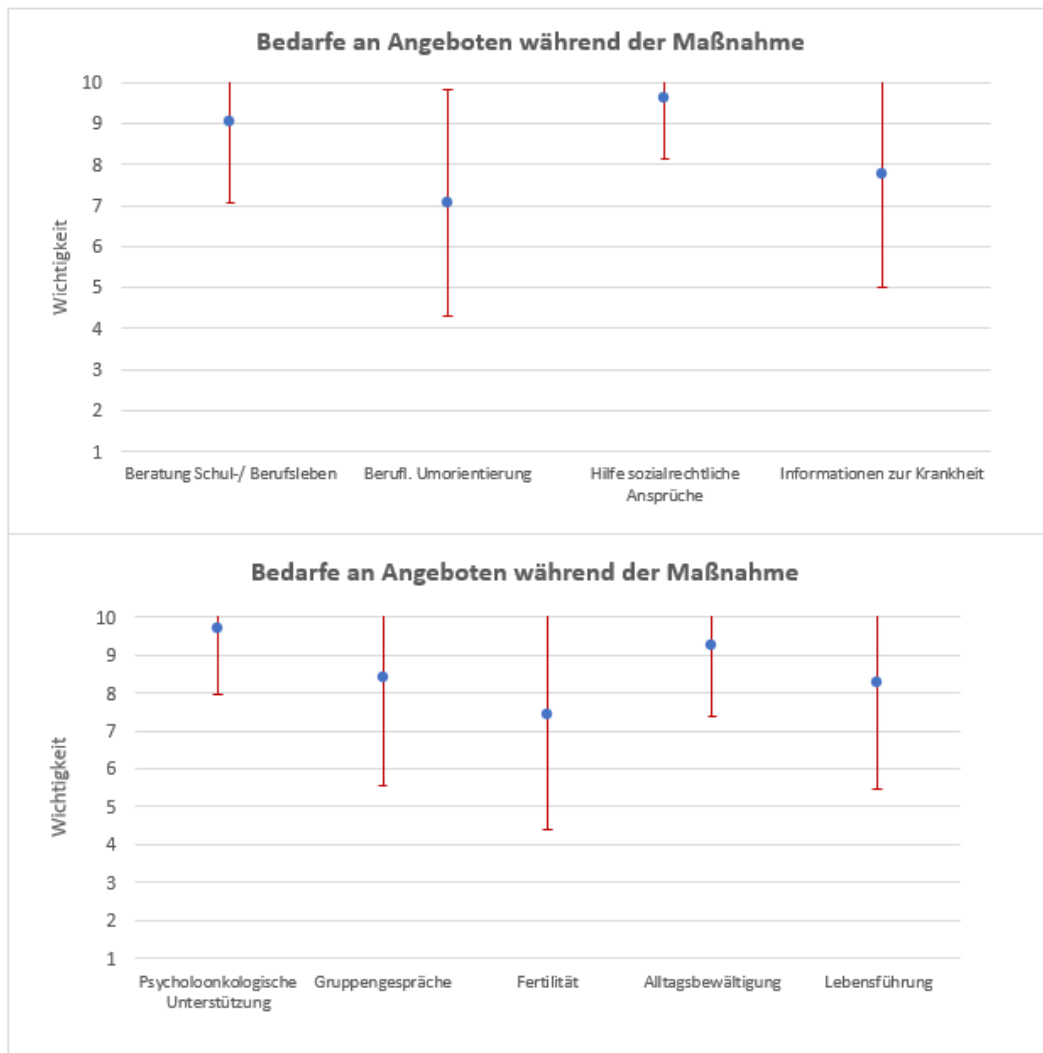 Bedarfe an Angeboten während der Maßnahme
10
9
8
7
6
5
4
3
2
1
Wichtigkeit
Beratung Schul-/ Berufsleben
Berufl. Umorientierung
Hilfe sozialrechtliche
Ansprüche
Informationen zur Krankheit
Bedarfe an Angeboten während der Maßnahme
10
9
8
7
6
5
4
3
2
1
Wichtigkeit
Psycholoonkologische
Unterstützung
Gruppengespräche
Fertilität
Alltagsbewältigung
Lebensführung